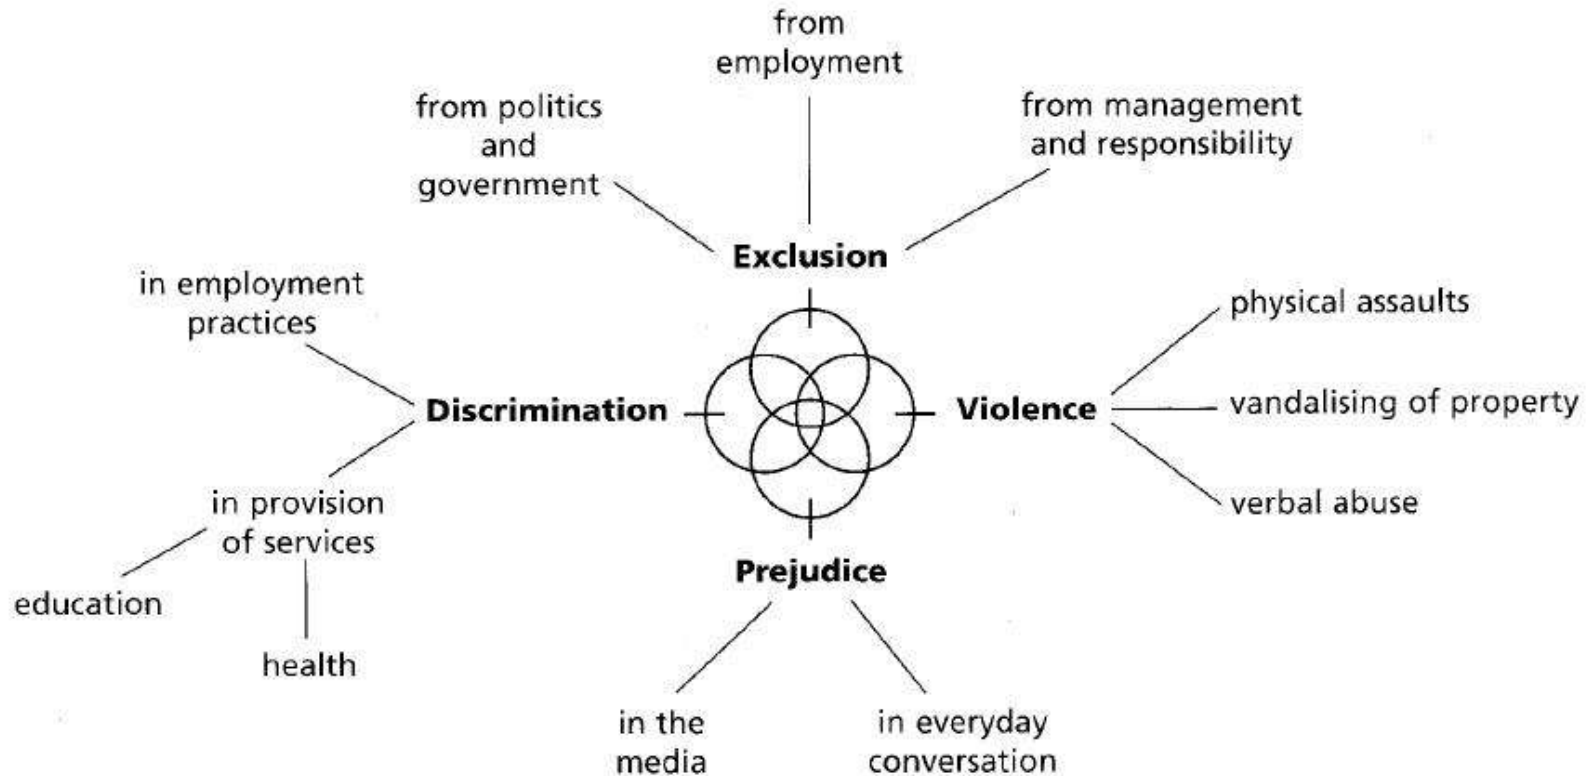 from
employment
from politics
and
government
from management
and responsibility
Exclusion
in employment
practices
physical assaults
Discrimination
Violence
vandalising of property
in provision
of services
verbal abuse
education
health
Prejudice
in the
media
in everyday
conversation